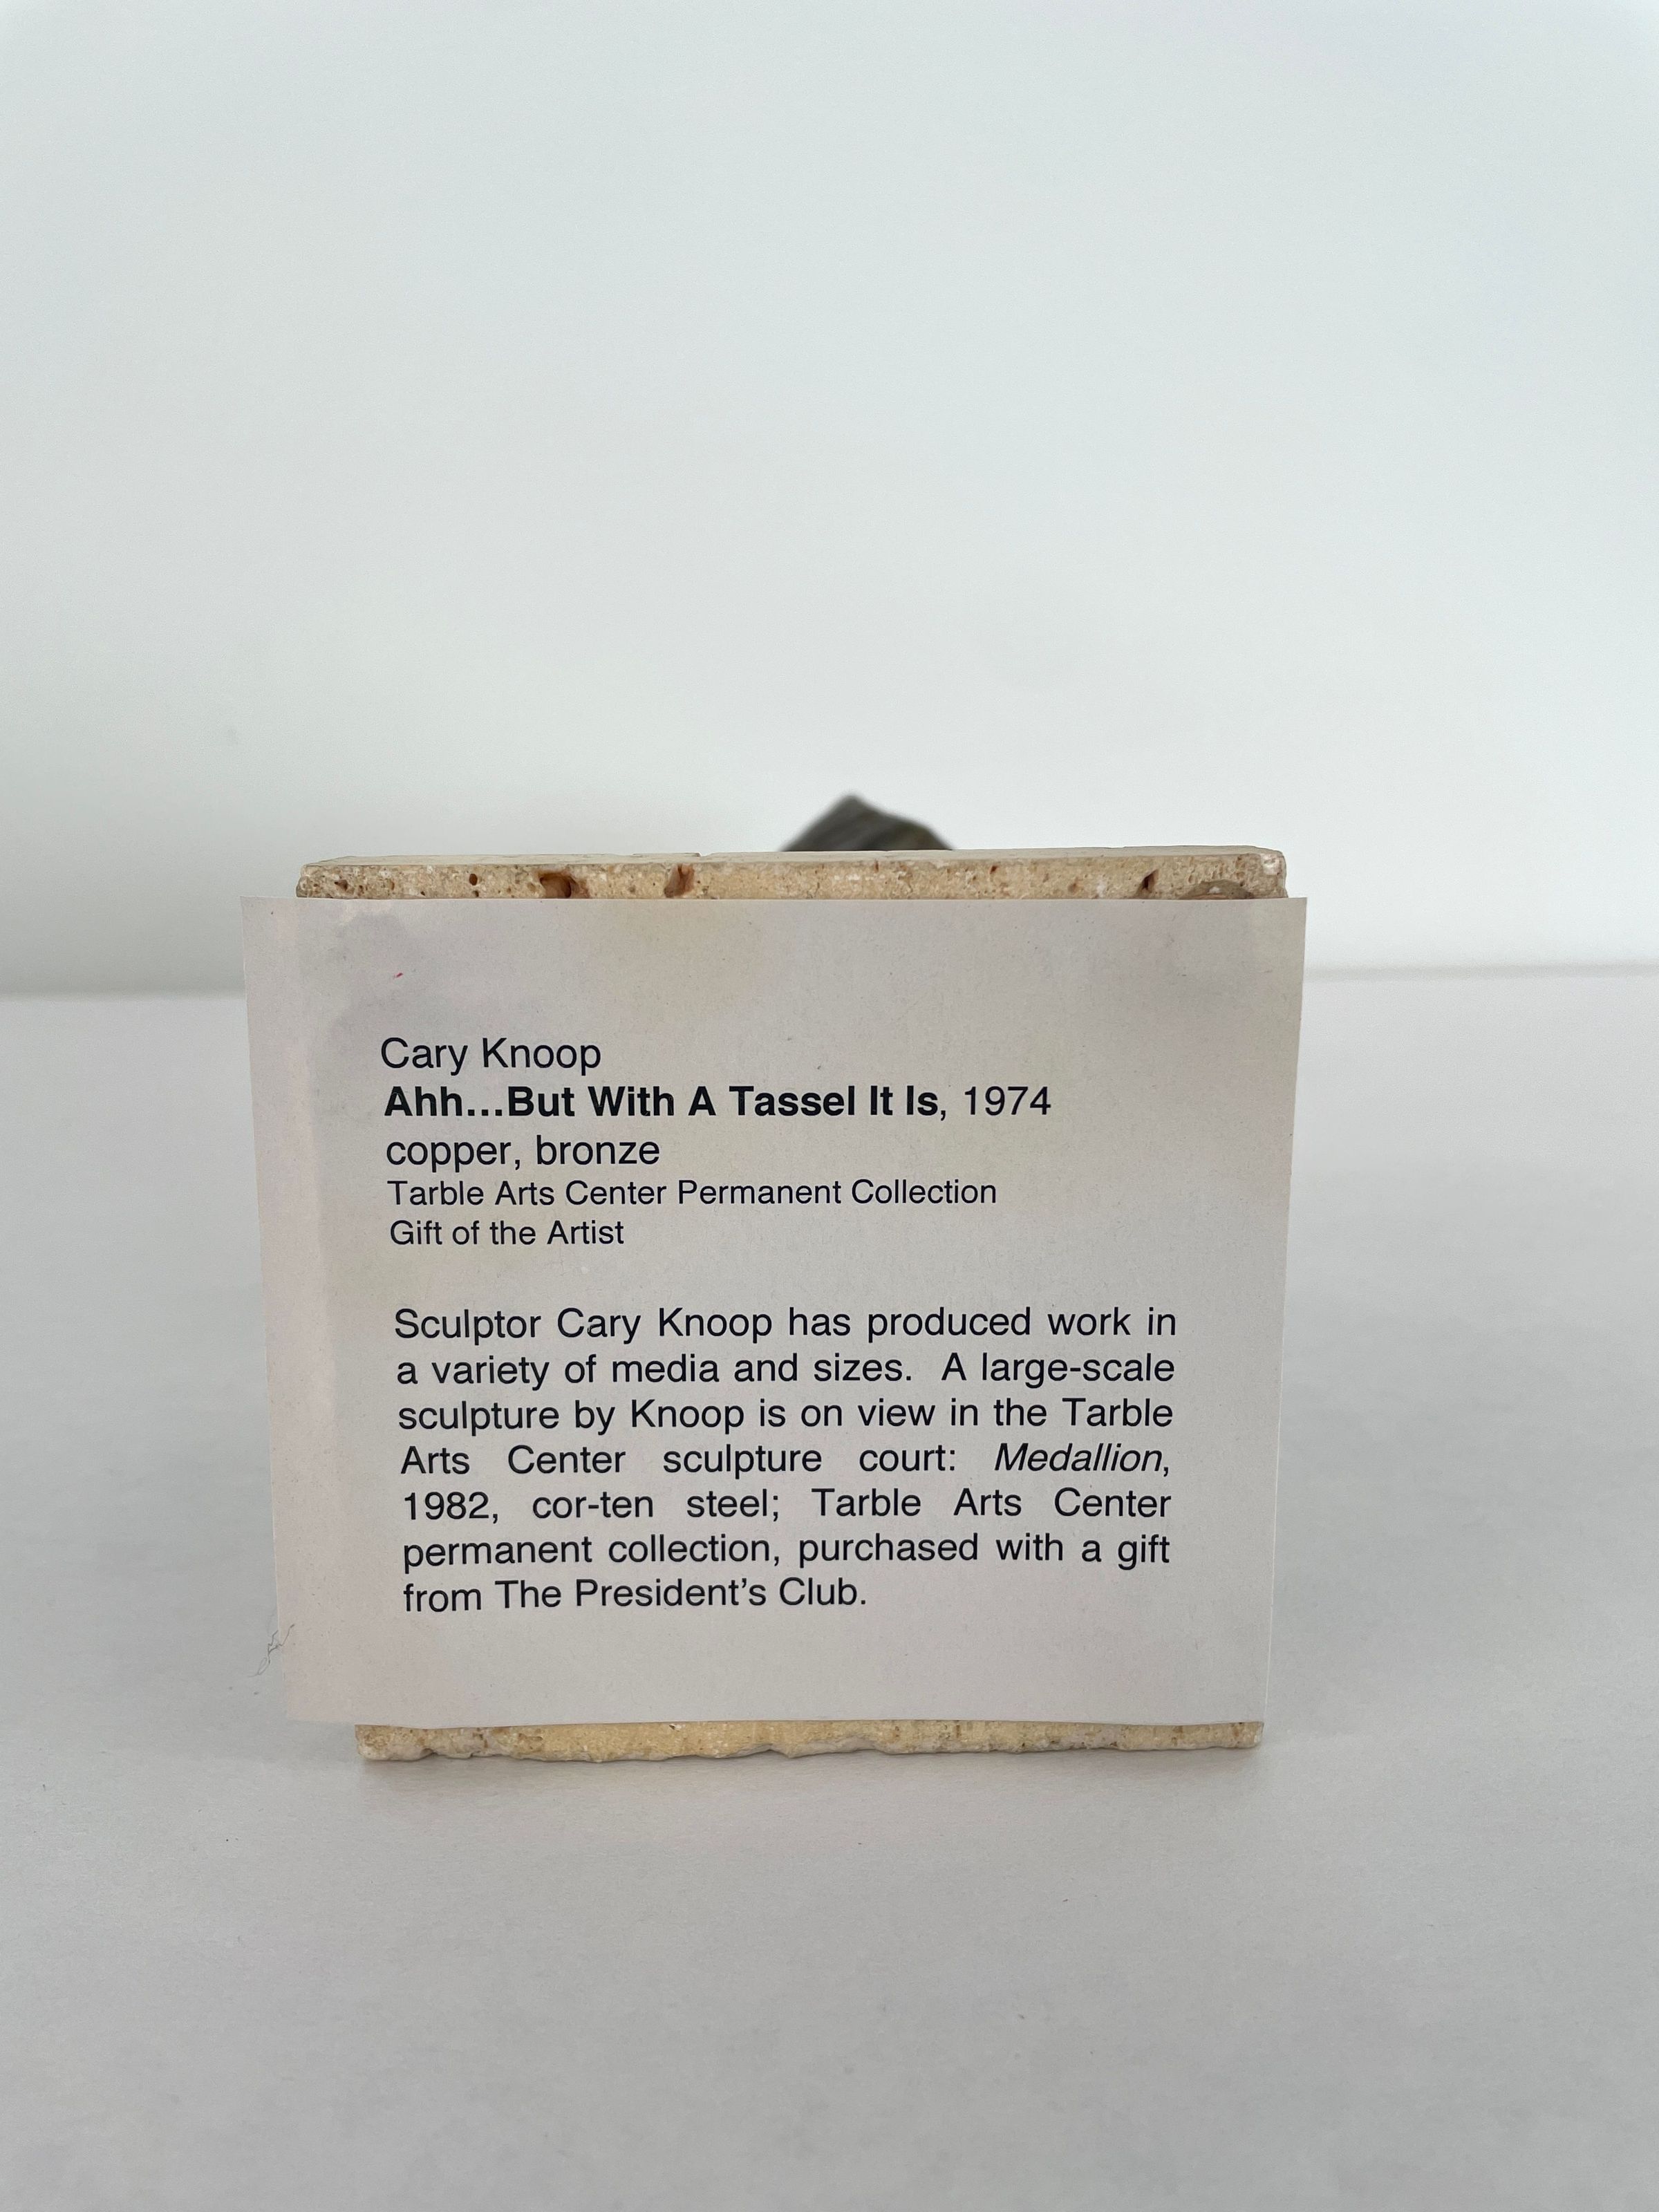 Cary Knoop
Ahh...But With A Tassel It Is, 1974
copper, bronze
Tarble Arts Center Permanent Collection
Gift of the Artist
Sculptor Cary Knoop has produced work in
a variety of media and sizes.  A large-scale
sculpture by Knoop is on view in the Tarble
Arts Center sculpture court: Medallion,
1982, cor-ten steel; Tarble Arts Center
permanent collection, purchased with a gift
from The President’s Club.